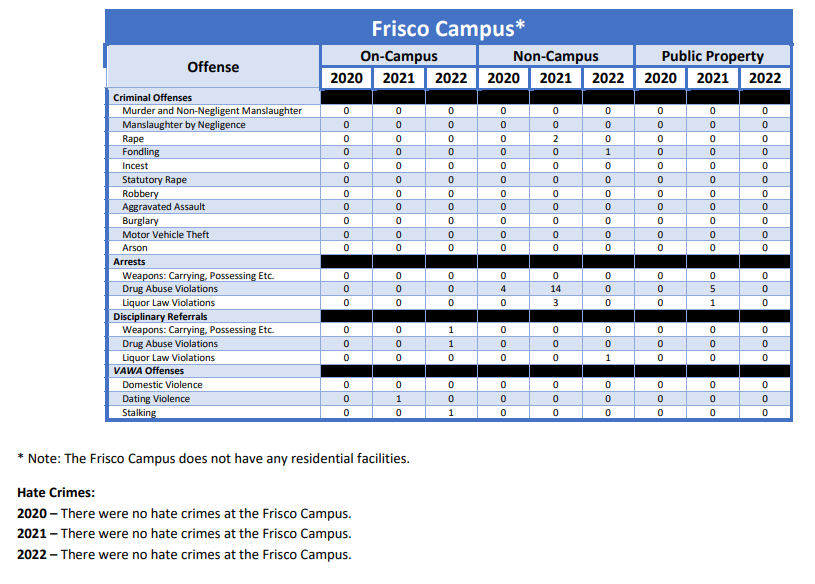 Frisco Campus*
Offense On-Campus Non-Campus Public Property
2020 2021 2022 2020 2021 2022 2020 2021 2022
Criminal Offenses
Murder and Non-Negligent Manslaughter 0 0 0 0 0 0 0 0 0
Manslaughter by Negligence 0 0 0 0 0 0 0 0 0
Rape 0 0 0 0 2 0 0 0 0
Fondling 0 0 0 0 0 1 0 0 0
Incest 0 0 0 0 0 0 0 0 0
Statutory Rape 0 0 0 0 0 0 0 0 0
Robbery 0 0 0 0 0 0 0 0 0
Aggravated Assault 0 0 0 0 0 0 0 0 0
Burglary 0 0 0 0 0 0 0 0 0
Motor Vehicle Theft 0 0 0 0 0 0 0 0 0
Arson 0 0 0 0 0 0 0 0 0
Arrests
Weapons: Carrying, Possessing Etc. 0 0 0 0 0 0 0 0 0
Drug Abuse Violations 0 0 0 4 14 0 0 5 0
Liquor Law Violations 0 0 0 0 3 0 0 1 0
Disciplinary Referrals
Weapons: Carrying, Possessing Etc. 0 0 1 0 0 0 0 0 0
Drug Abuse Violations 0 0 1 0 0 0 0 0 0
Liquor Law Violations 0 0 0 0 0 1 0 0 0
VAWA Offenses
Domestic Violence 0 0 0 0 0 0 0 0 0
Dating Violence 0 1 0 0 0 0 0 0 0
Stalking 0 0 1 0 0 0 0 0 0
* Note: The Frisco Campus does not have any residential facilities.
Hate Crimes:
2020 – There were no hate crimes at the Frisco Campus.
2021 – There were no hate crimes at the Frisco Campus.
2022 – There were no hate crimes at the Frisco Campus.